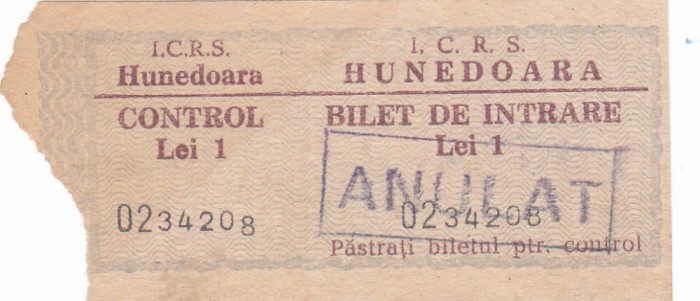 I.C.R.S.
Hunedoara
CONTROL
Lei 1
0234208
I. C. R. S.
HUNEDOARA
BILET DE INTRARE
Lei 1
ANULAT
0234208
Păstrați biletul ptr. control